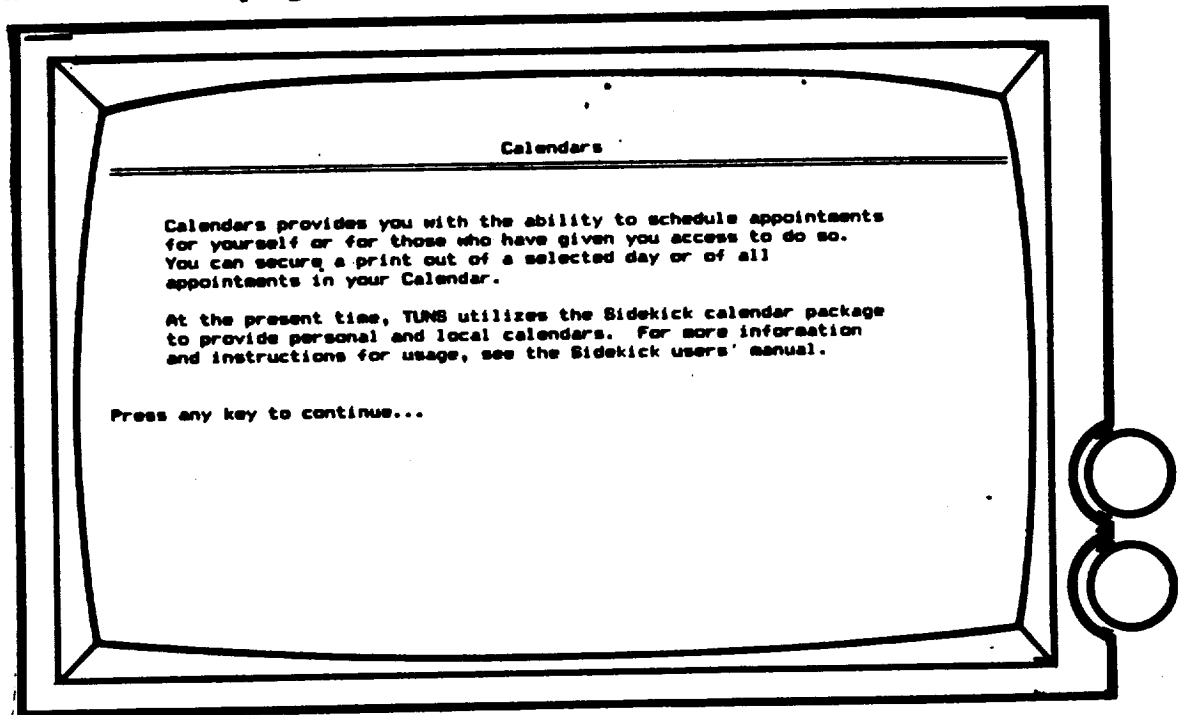 Calendars
Calendars provides you with the ability to schedule appointments
for yourself or for those who have given you access to do so.
You can secure a print out of a selected day or of all
appointments in your Calendar.
At the present time, TUNS utilizes the Sidekick calendar package
to provide personal and local calendars. For more information
and instructions for usage, see the Sidekick users' manual.
Press any key to continue...